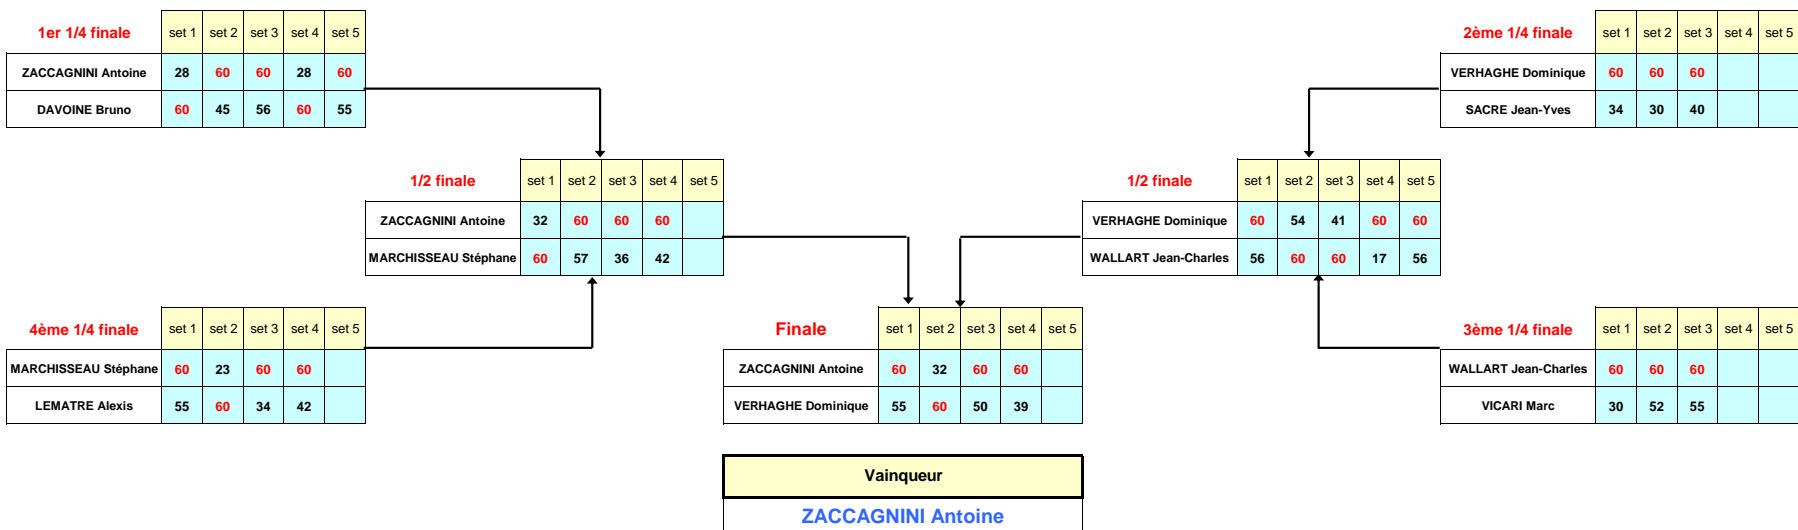 1er 1/4 finale set 1 set 2 set 3 set 4 set 5
ZACCAGNINI Antoine 28 60 60 28 60
DAVOINE Bruno 60 45 56 60 55
2ème 1/4 finale set 1 set 2 set 3 set 4 set 5
VERHAGHE Dominique 60 60 60
SACRE Jean-Yves 34 30 40
1/2 finale set 1 set 2 set 3 set 4 set 5
ZACCAGNINI Antoine 32 60 60 60
MARCHISSEAU Stéphane 60 57 36 42
1/2 finale set 1 set 2 set 3 set 4 set 5
VERHAGHE Dominique 60 54 41 60 60
WALLART Jean-Charles 56 60 60 17 56
4ème 1/4 finale set 1 set 2 set 3 set 4 set 5
MARCHISSEAU Stéphane 60 23 60 60
LEMATRE Alexis 55 60 34 42
Finale set 1 set 2 set 3 set 4 set 5
ZACCAGNINI Antoine 60 32 60 60
VERHAGHE Dominique 55 60 50 39
3ème 1/4 finale set 1 set 2 set 3 set 4 set 5
WALLART Jean-Charles 60 60 60
VICARI Marc 30 52 55
Vainqueur
ZACCAGNINI Antoine